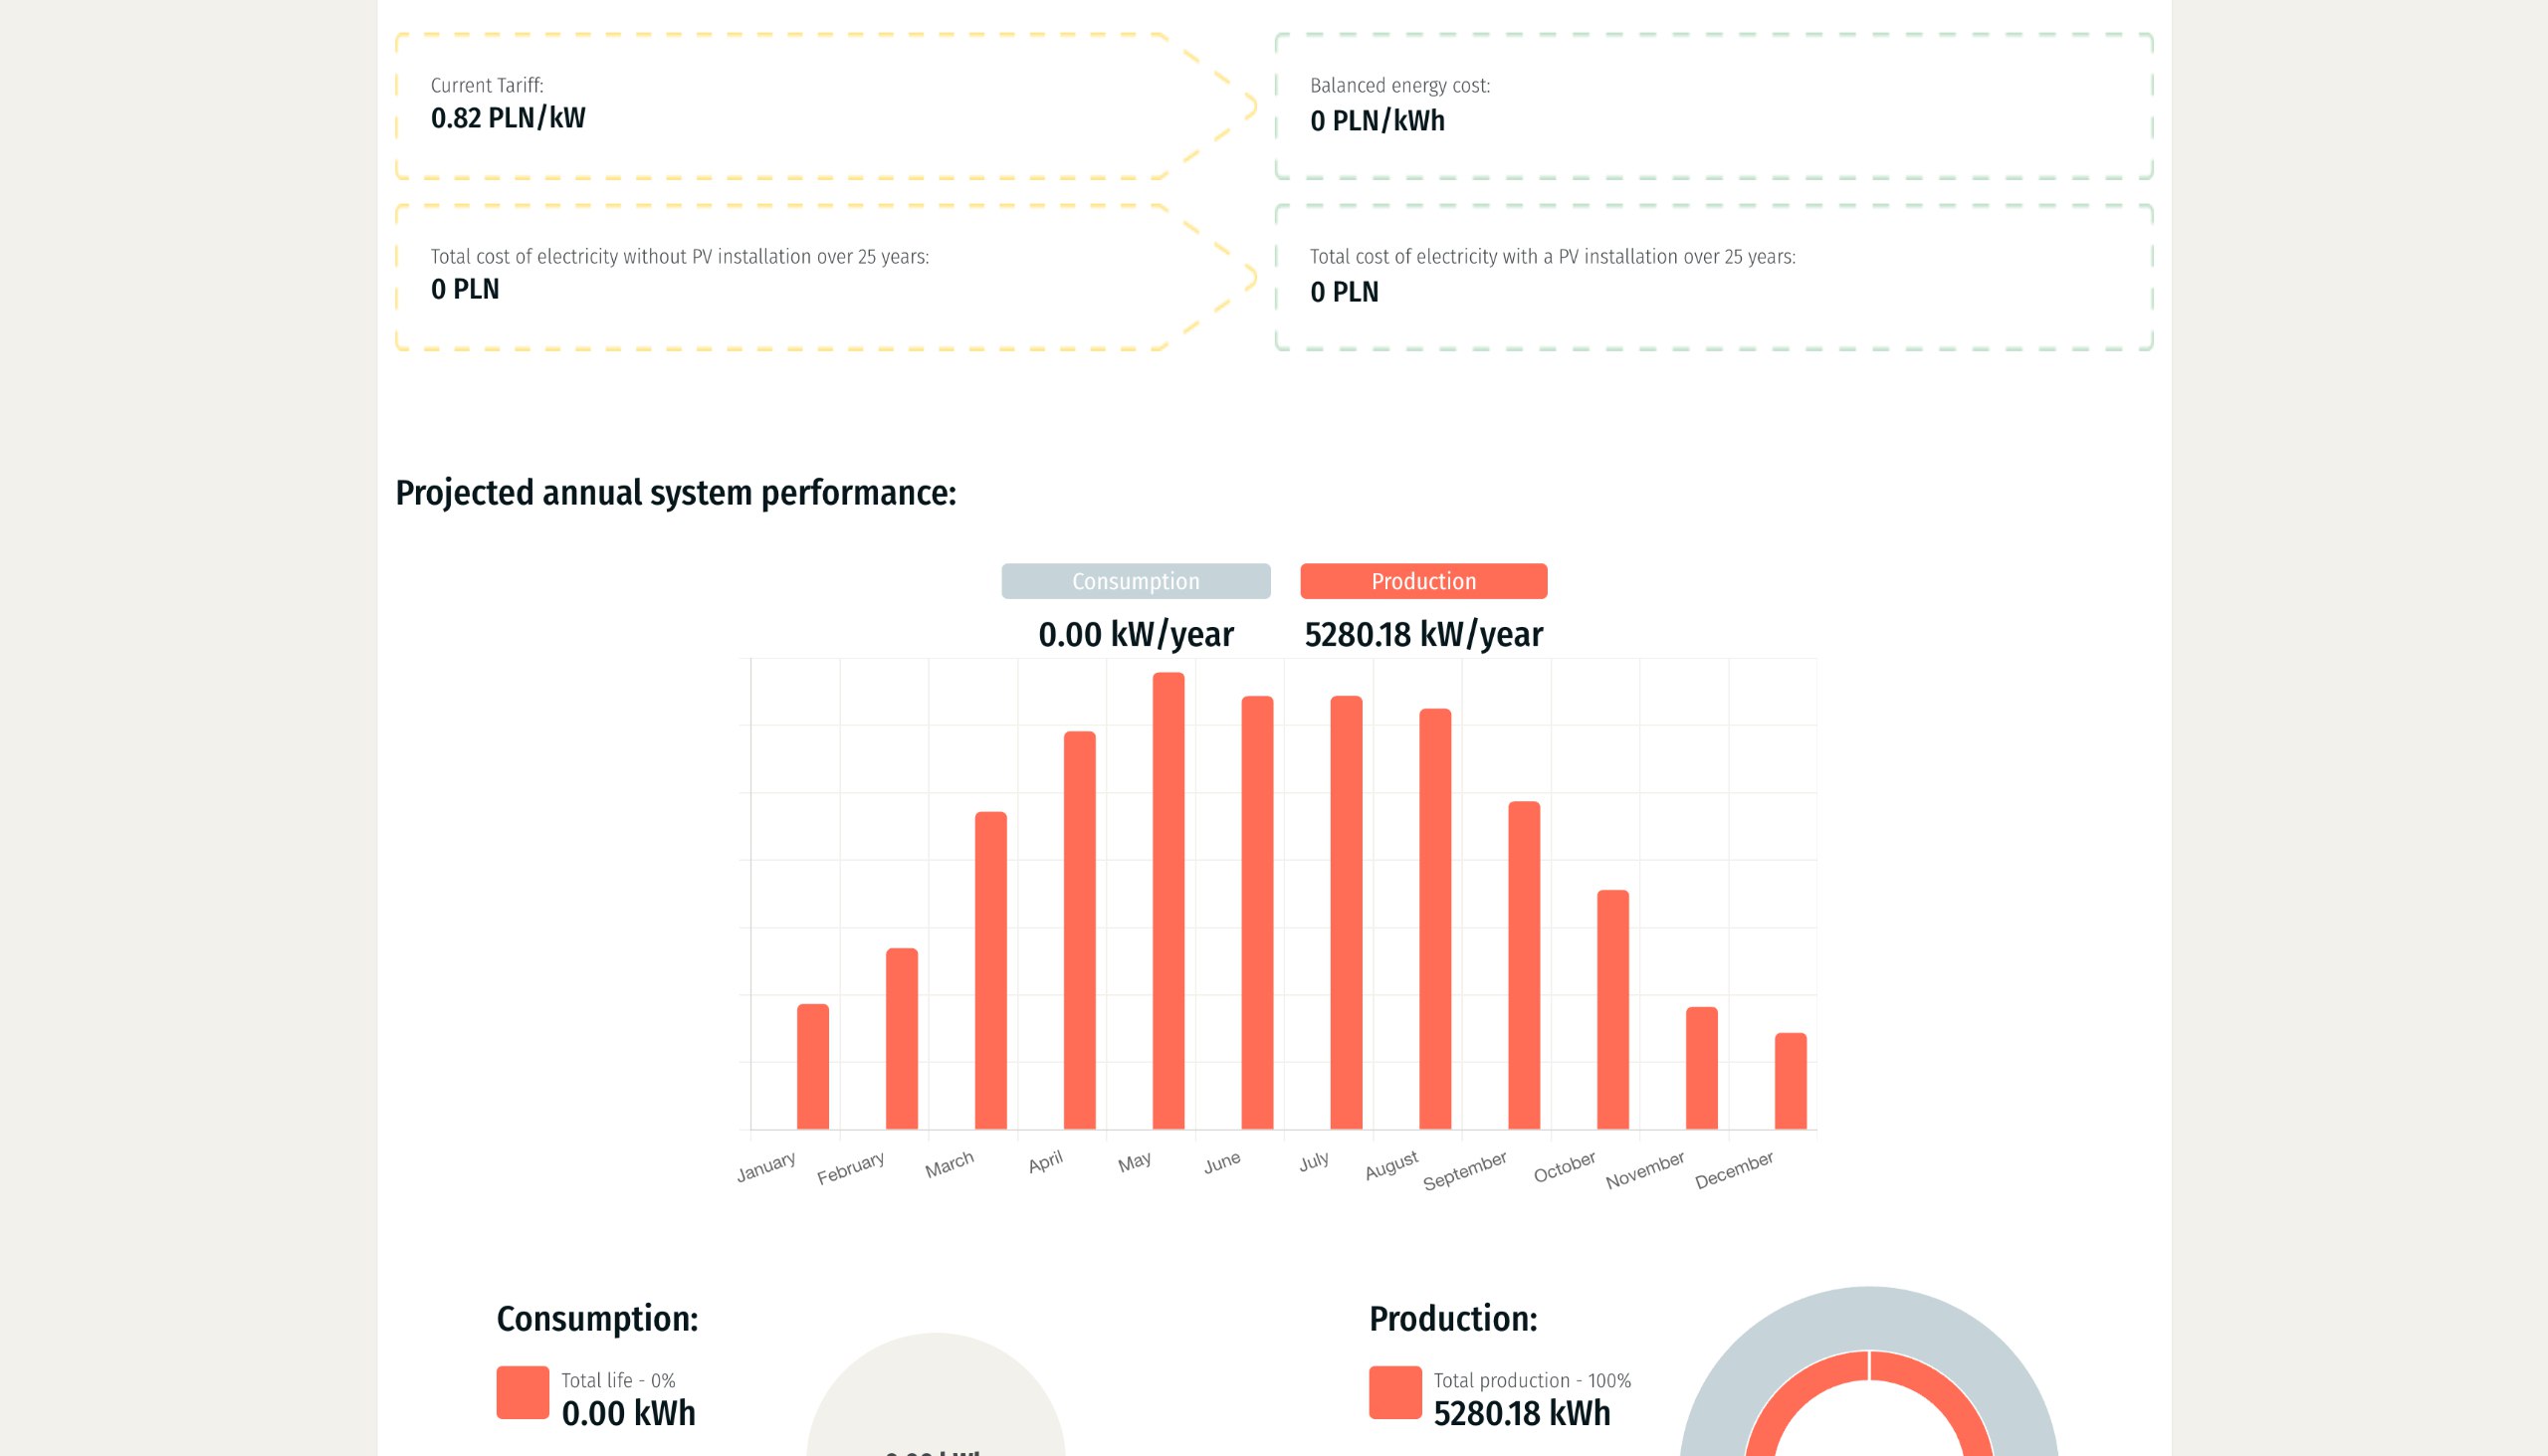 Current Tariff:
0.82 PLN/kW
Balanced energy cost:
0 PLN/kWh
Total cost of electricity without PV installation over 25 years:
0 PLN
Total cost of electricity with a PV installation over 25 years:
0 PLN
Projected annual system performance:
Consumption
Production
0.00 kW/year
5280.18 kW/year
January
February
March
April
May
June
July
August
September
October
November
December
Consumption:
Total life - 0%
0.00 kWh
Production:
Total production - 100%
5280.18 kWh